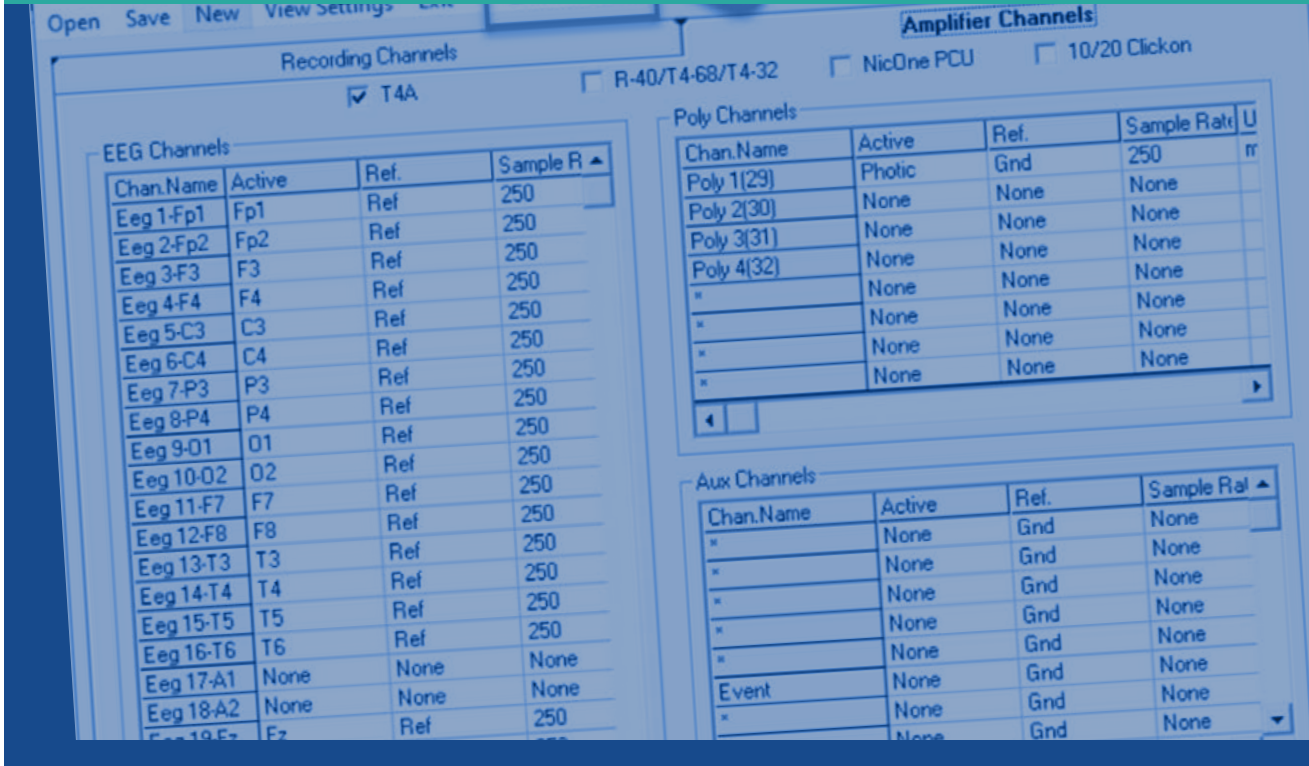 Open Save New View Settings Exit
Recording Channels
Amplifier Channels
T4A
R-40/T4-68/T4-32
NicOne PCU
10/20 Clickon
EEG Channels
Chan.Name Active Ref. Sample R
Eeg 1-Fp1 Fp1 Ref 250
Eeg 2-Fp2 Fp2 Ref 250
Eeg 3-F3 F3 Ref 250
Eeg 4-F4 F4 Ref 250
Eeg 5-C3 C3 Ref 250
Eeg 6-C4 C4 Ref 250
Eeg 7-P3 P3 Ref 250
Eeg 8-P4 P4 Ref 250
Eeg 9-O1 O1 Ref 250
Eeg 10-O2 O2 Ref 250
Eeg 11-F7 F7 Ref 250
Eeg 12-F8 F8 Ref 250
Eeg 13-T3 T3 Ref 250
Eeg 14-T4 T4 Ref 250
Eeg 15-T5 T5 Ref 250
Eeg 16-T6 T6 Ref 250
Eeg 17-A1 None None None
Eeg 18-A2 None None None
Eeg 19-Fz Fz Ref 250
Poly Channels
Chan.Name Active Ref. Sample Rate U
Poly 1(29) Photic Gnd 250
Poly 2(30) None None None
Poly 3(31) None None None
Poly 4(32) None None None
* None None None
* None None None
* None None None
* None None None
Aux Channels
Chan.Name Active Ref. Sample Rat
* None Gnd None
* None Gnd None
* None Gnd None
* None Gnd None
* None Gnd None
Event None Gnd None
* None Gnd None
None Gnd None